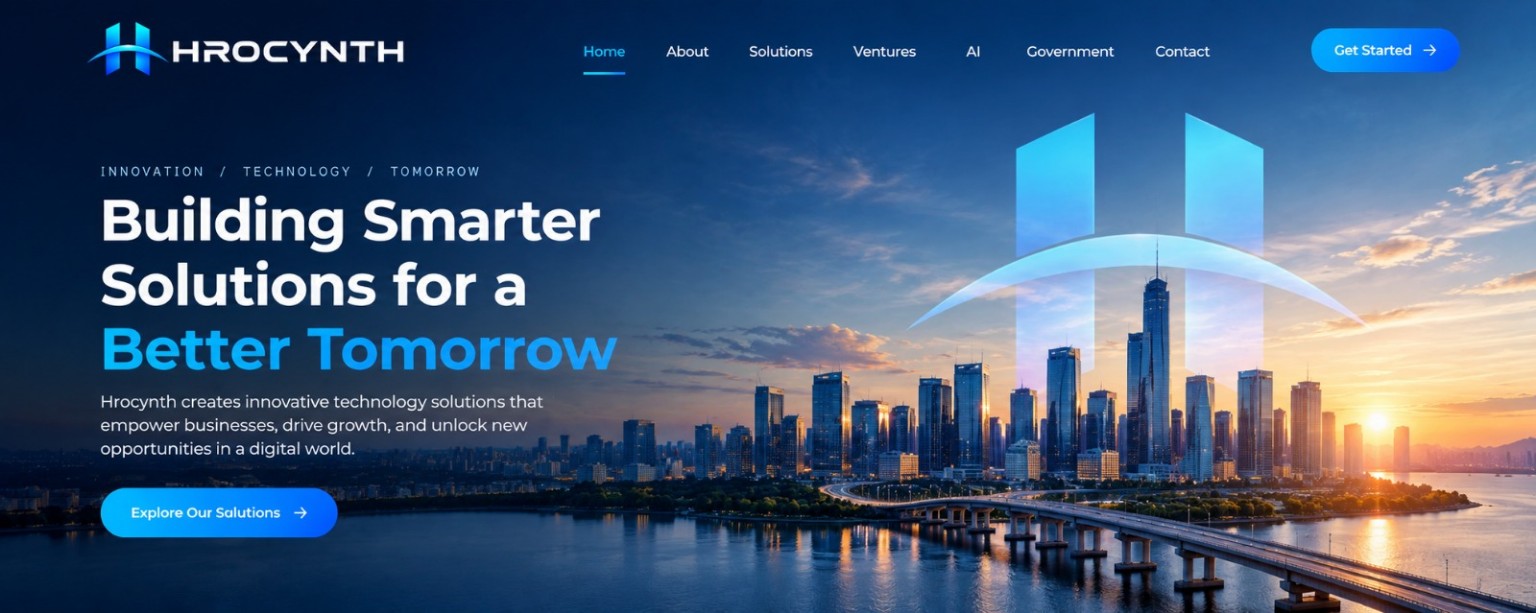 HROCYNTH
Home About Solutions Ventures AI Government Contact Get Started →
INNOVATION / TECHNOLOGY / TOMORROW
Building Smarter
Solutions for a
Better Tomorrow
Hrocynth creates innovative technology solutions that
empower businesses, drive growth, and unlock new
opportunities in a digital world.
Explore Our Salutions →